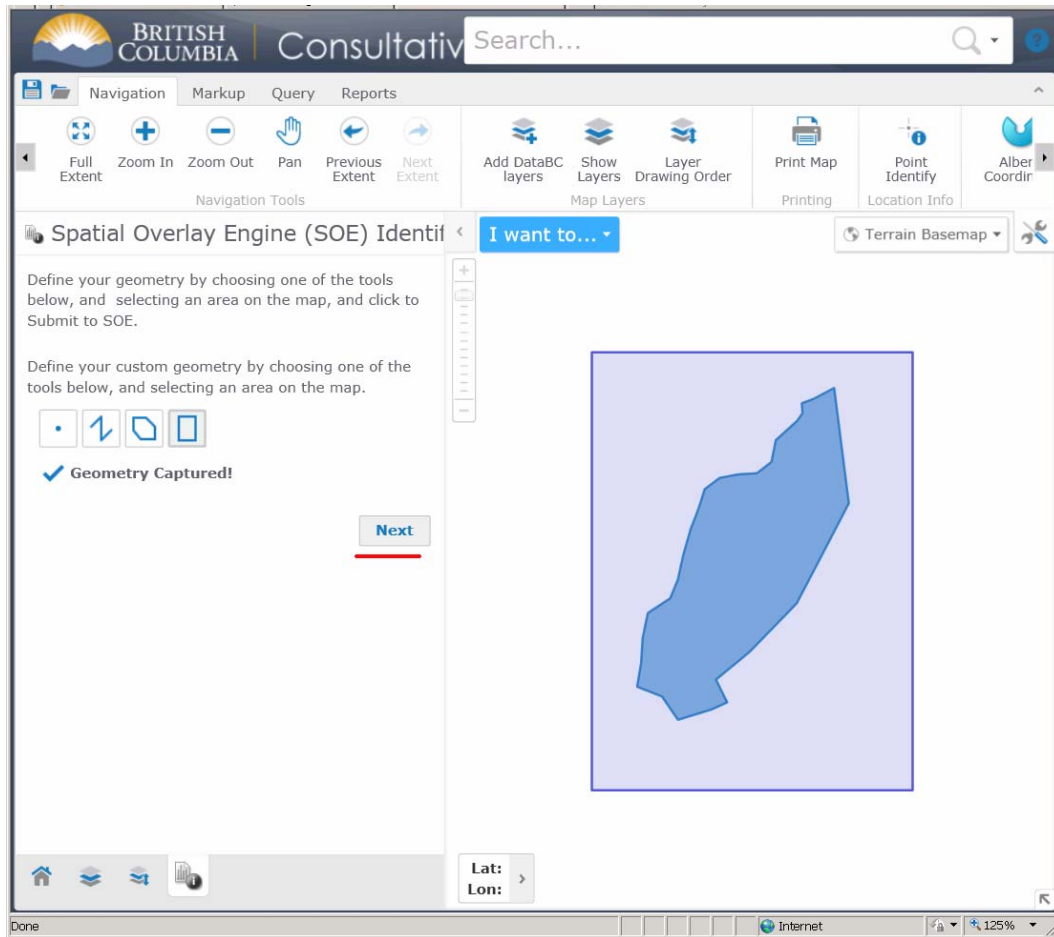 BRITISH
COLUMBIA
Consultativ
Search...
?
Navigation Markup Query Reports
Full
Extent
Zoom In
Zoom Out
Pan
Previous
Extent
Next
Extent
Add DataBC
layers
Show
Layers
Layer
Drawing Order
Print Map
Point
Identify
Alber
Coordin
Navigation Tools
Map Layers
Printing
Location Info
Spatial Overlay Engine (SOE) Identif
I want to...
Terrain Basemap
Define your geometry by choosing one of the tools
below, and selecting an area on the map, and click to
Submit to SOE.
Define your custom geometry by choosing one of the
tools below, and selecting an area on the map.
Geometry Captured!
Next
Lat:
Lon:
Done
Internet
125%